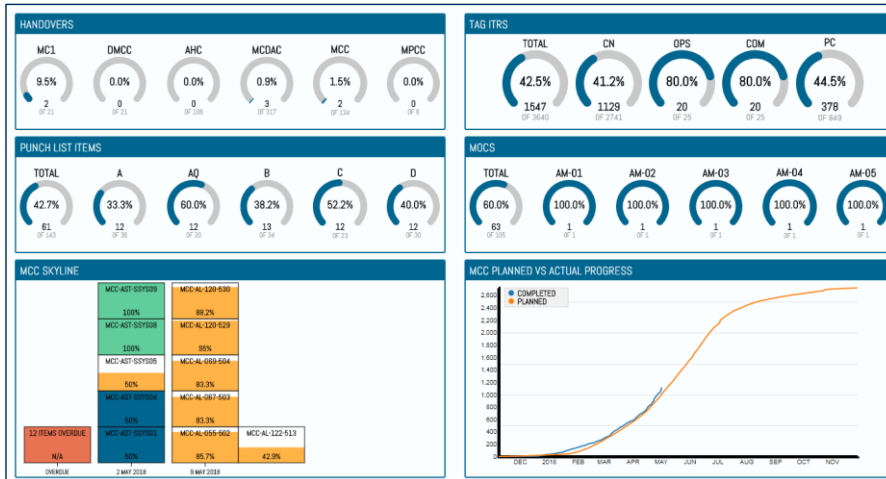 HANDOVERS
MC1 DMCC AHC MCDAC MCC MPCC
9.5% 0.0% 0.0% 0.9% 1.5% 0.0%
2 0 0 3 2 0
OF 21 OF 21 OF 108 OF 317 OF 134 OF 6
TAG ITRS
TOTAL CN OPS COM PC
42.5% 41.2% 80.0% 80.0% 44.5%
1547 1129 20 20 378
OF 3640 OF 2741 OF 25 OF 25 OF 849
PUNCH LIST ITEMS
TOTAL A AQ B C D
42.7% 33.3% 60.0% 38.2% 52.2% 40.0%
61 12 12 13 12 12
OF 143 OF 36 OF 20 OF 34 OF 23 OF 30
MOCS
TOTAL AM-01 AM-02 AM-03 AM-04 AM-05
60.0% 100.0% 100.0% 100.0% 100.0% 100.0%
63 1 1 1 1 1
OF 105 OF 1 OF 1 OF 1 OF 1 OF 1
MCC SKYLINE
MCC-AST-SSYS09 MCC-AL-120-530
100% 99.2%
MCC-AST-SSYS08 MCC-AL-120-529
100% 95%
MCC-AST-SSYS05 MCC-AL-089-504
50% 83.3%
MCC-AST-SSYS04 MCC-AL-067-503
50% 83.3%
12 ITEMS OVERDUE MCC-AST-SSYS01 MCC-AL-055-502 MCC-AL-122-513
N/A 50% 85.7% 42.9%
OVERDUE 2 MAY 2018 9 MAY 2018
MCC PLANNED VS ACTUAL PROGRESS
COMPLETED
PLANNED
2,600
2,400
2,200
2,000
1,800
1,600
1,400
1,200
1,000
800
600
400
200
0
DEC 2018 FEB MAR APR MAY JUN JUL AUG SEP OCT NOV